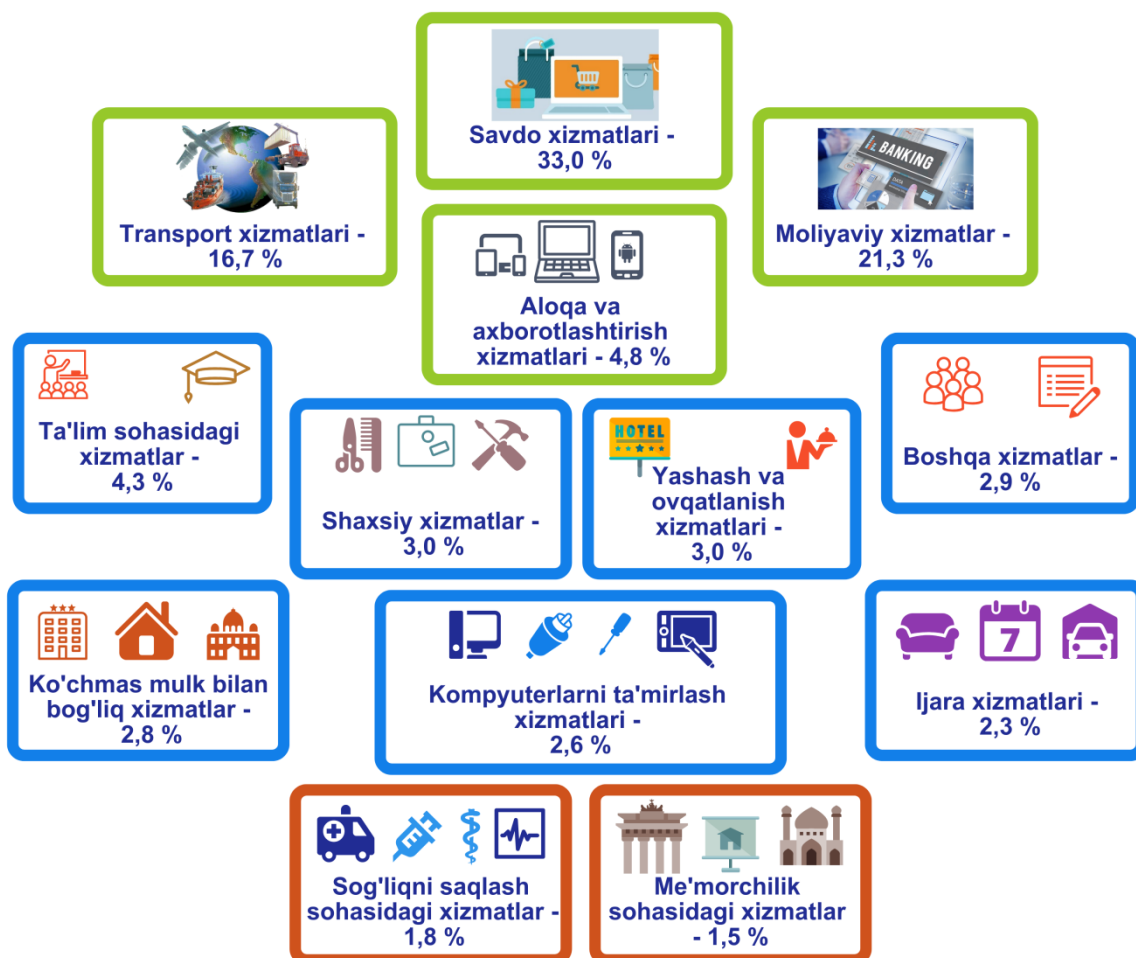 Savdo xizmatlari -
33,0 %
Transport xizmatlari -
16,7 %
BANKING
DATA
Moliyaviy xizmatlar -
21,3 %
Aloqa va
axborotlashtirish
xizmatlari - 4,8 %
Ta'lim sohasidagi
xizmatlar -
4,3 %
Shaxsiy xizmatlar -
3,0 %
HOTEL
Yashash va
ovqatlanish
xizmatlari -
3,0 %
Boshqa xizmatlar -
2,9 %
Ko'chmas mulk bilan
bog'liq xizmatlar -
2,8 %
Kompyuterlarni ta'mirlash
xizmatlari -
2,6 %
7
Ijara xizmatlari -
2,3 %
Sog'liqni saqlash
sohasidagi xizmatlar -
1,8 %
Me'morchilik
sohasidagi xizmatlar
- 1,5 %